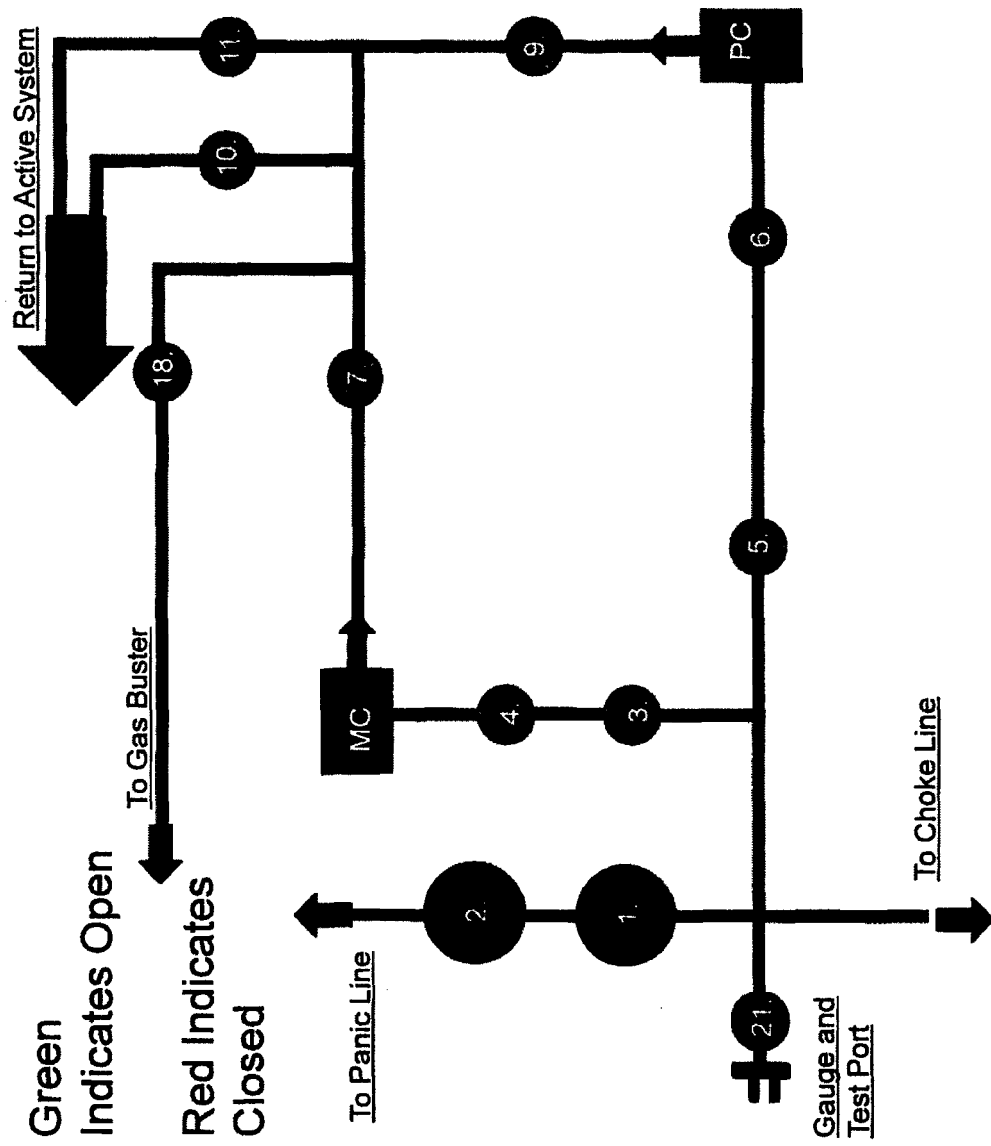 Green
Indicates Open
Red Indicates
Closed
To Gas Buster
Return to Active System
18.
10.
11.
7.
9.
MC
4.
3.
PC
6.
5.
To Panic Line
2.
1.
21.
Gauge and
Test Port
To Choke Line